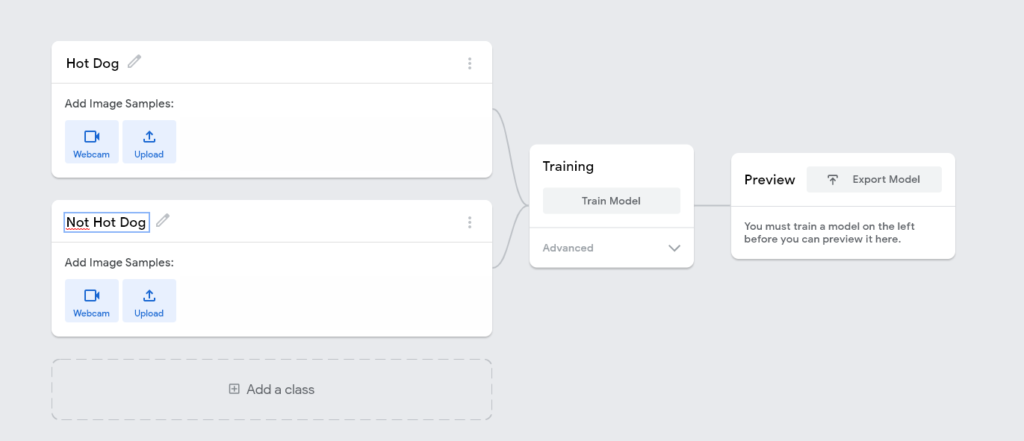 Hot Dog
Add Image Samples:
Webcam Upload
Not Hot Dog
Add Image Samples:
Webcam Upload
Add a class
Training
Train Model
Advanced
Preview Export Model
You must train a model on the left
before you can preview it here.